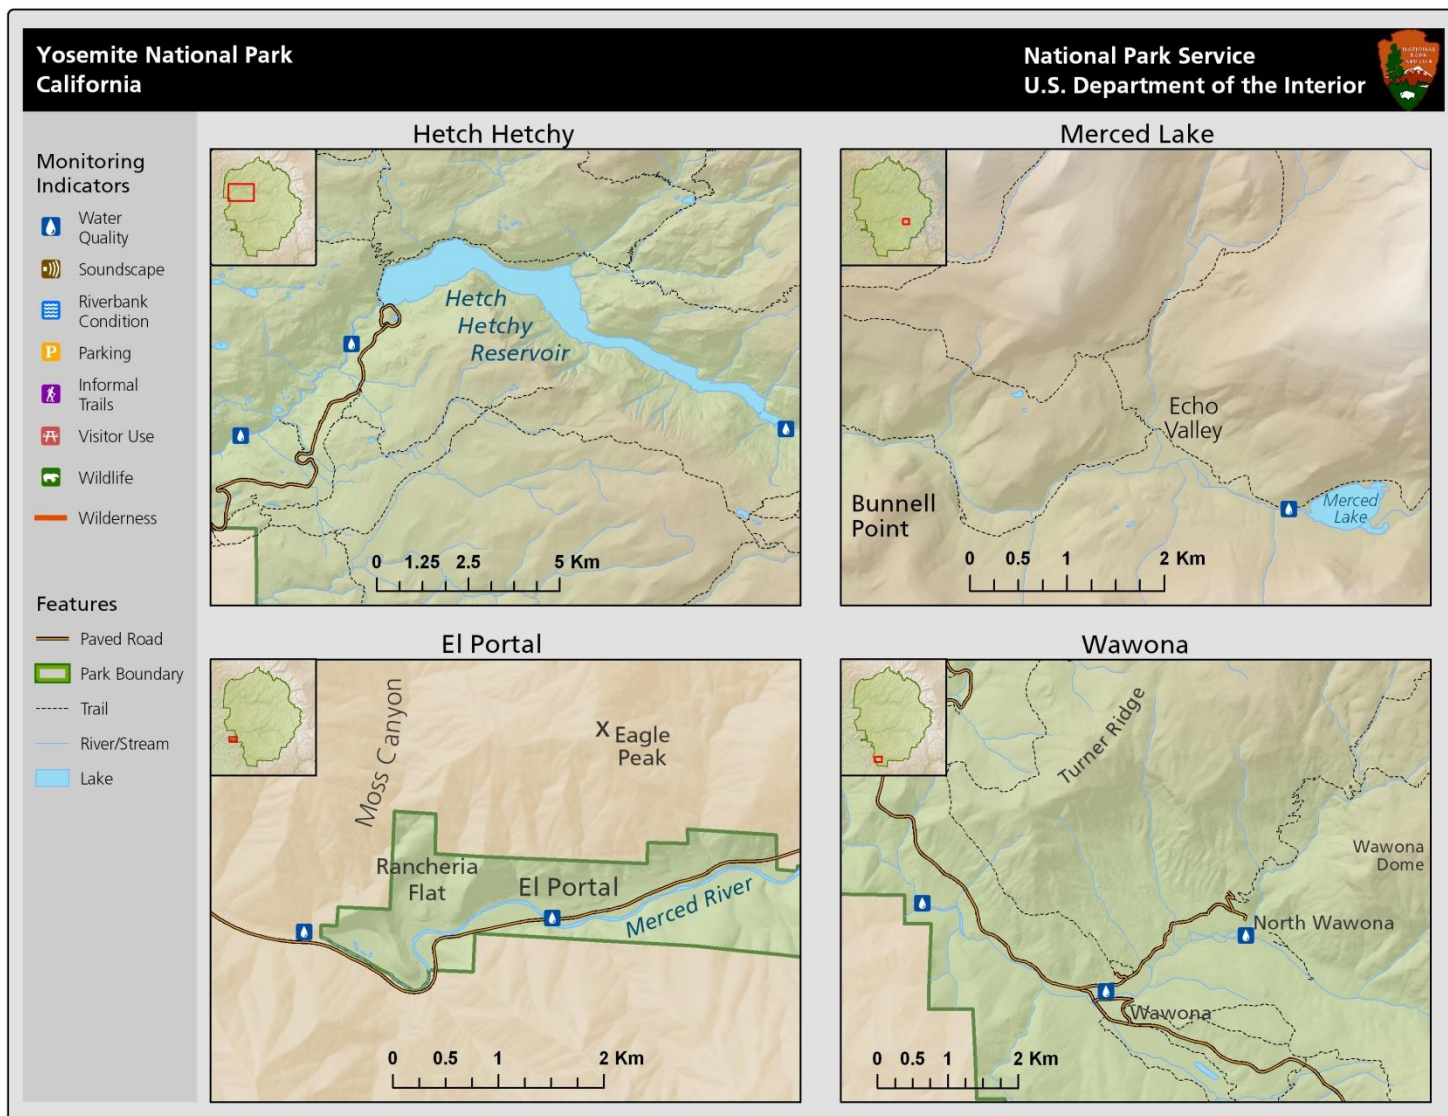 Yosemite National Park
California
National Park Service
U.S. Department of the Interior
NATIONAL
PARK
SERVICE
Monitoring
Indicators
Water
Quality
Soundscape
Riverbank
Condition
P
Parking
Informal
Trails
Visitor Use
Wildlife
Wilderness
Features
Paved Road
Park Boundary
Trail
River/Stream
Lake
Hetch Hetchy
Hetch
Hetchy
Reservoir
0 1.25 2.5 5 Km
Merced Lake
Echo
Valley
Bunnell
Point
Merced
Lake
0 0.5 1 2 Km
El Portal
Moss Canyon
X Eagle
Peak
Rancheria
Flat
El Portal
Merced River
0 0.5 1 2 Km
Wawona
Turner Ridge
Wawona
Dome
North Wawona
Wawona
0 0.5 1 2 Km